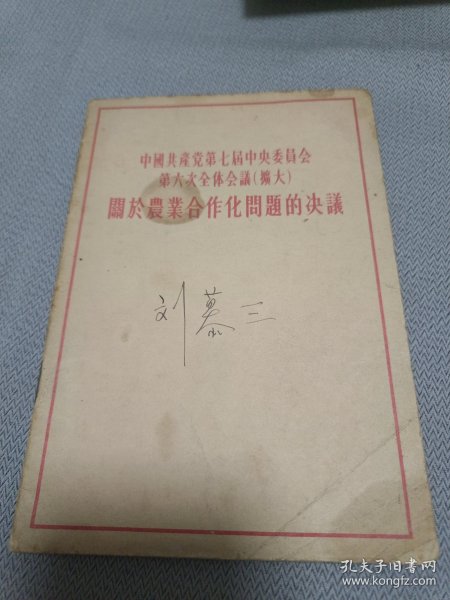 中國共產党第七届中央委員会
第六次全体会議(擴大)
關於農業合作化問題的决議
刘慕三
孔夫子旧书网
www.kongfz.com